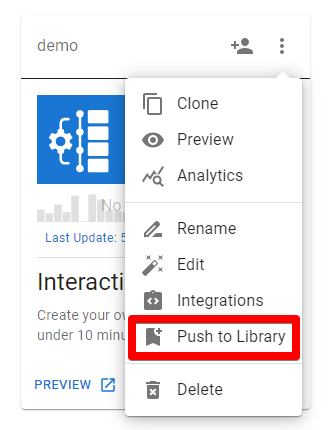 demo
Clone
Preview
Analytics
No
Last Update: 5
Rename
Interacti
Edit
Create your ow
Integrations
under 10 minu
Push to Library
PREVIEW
Delete